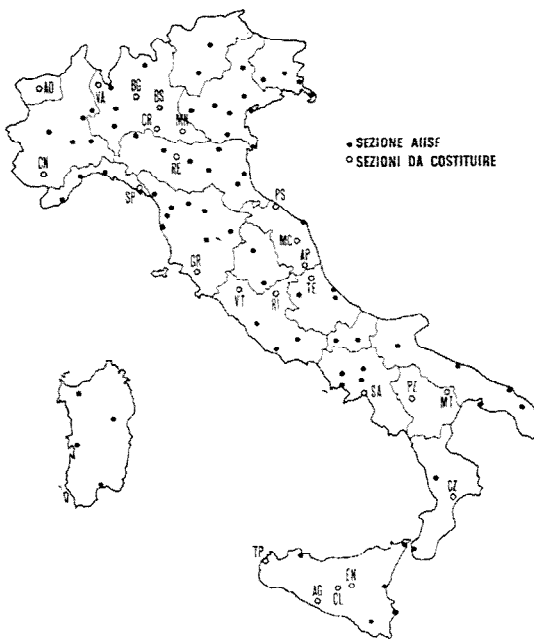 AO
VA
BG
BS
CR
MN
CN
RE
• SEZIONE AIISF
○ SEZIONI DA COSTITUIRE
SP
PS
MC
AP
TE
GR
VT
RI
SA
PZ
MT
CZ
TP
AG
CL
EN